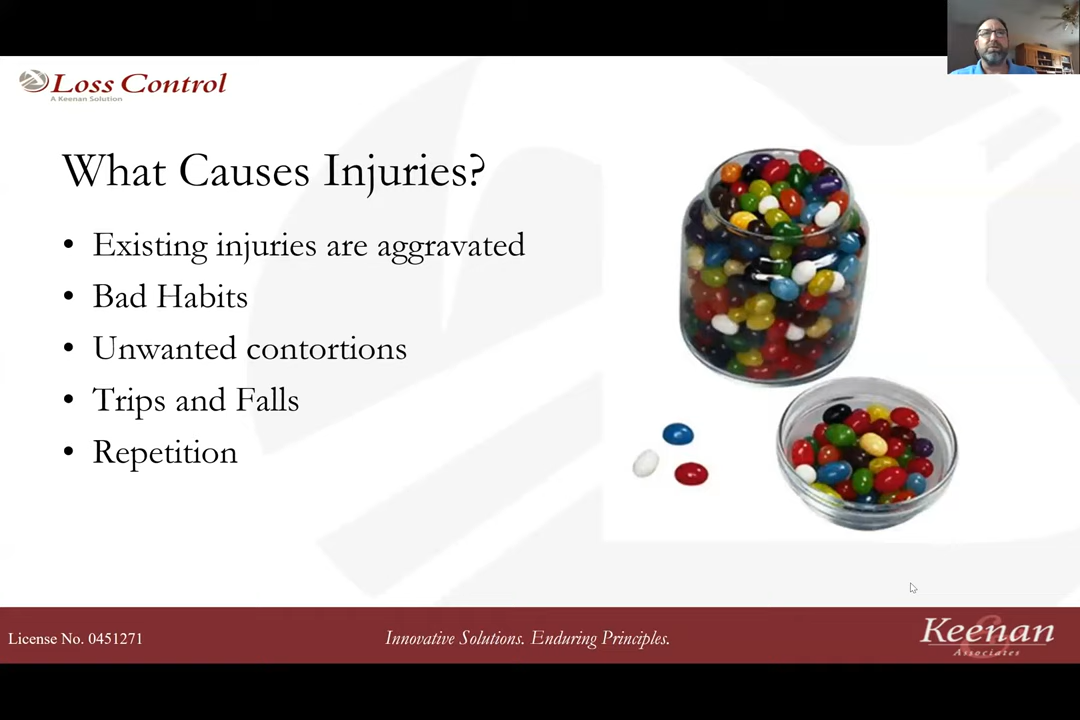 Loss Control
A Keenan Solution
What Causes Injuries?
• Existing injuries are aggravated
• Bad Habits
• Unwanted contortions
• Trips and Falls
• Repetition
License No. 0451271
Innovative Solutions. Enduring Principles.
Keenan
& Associates